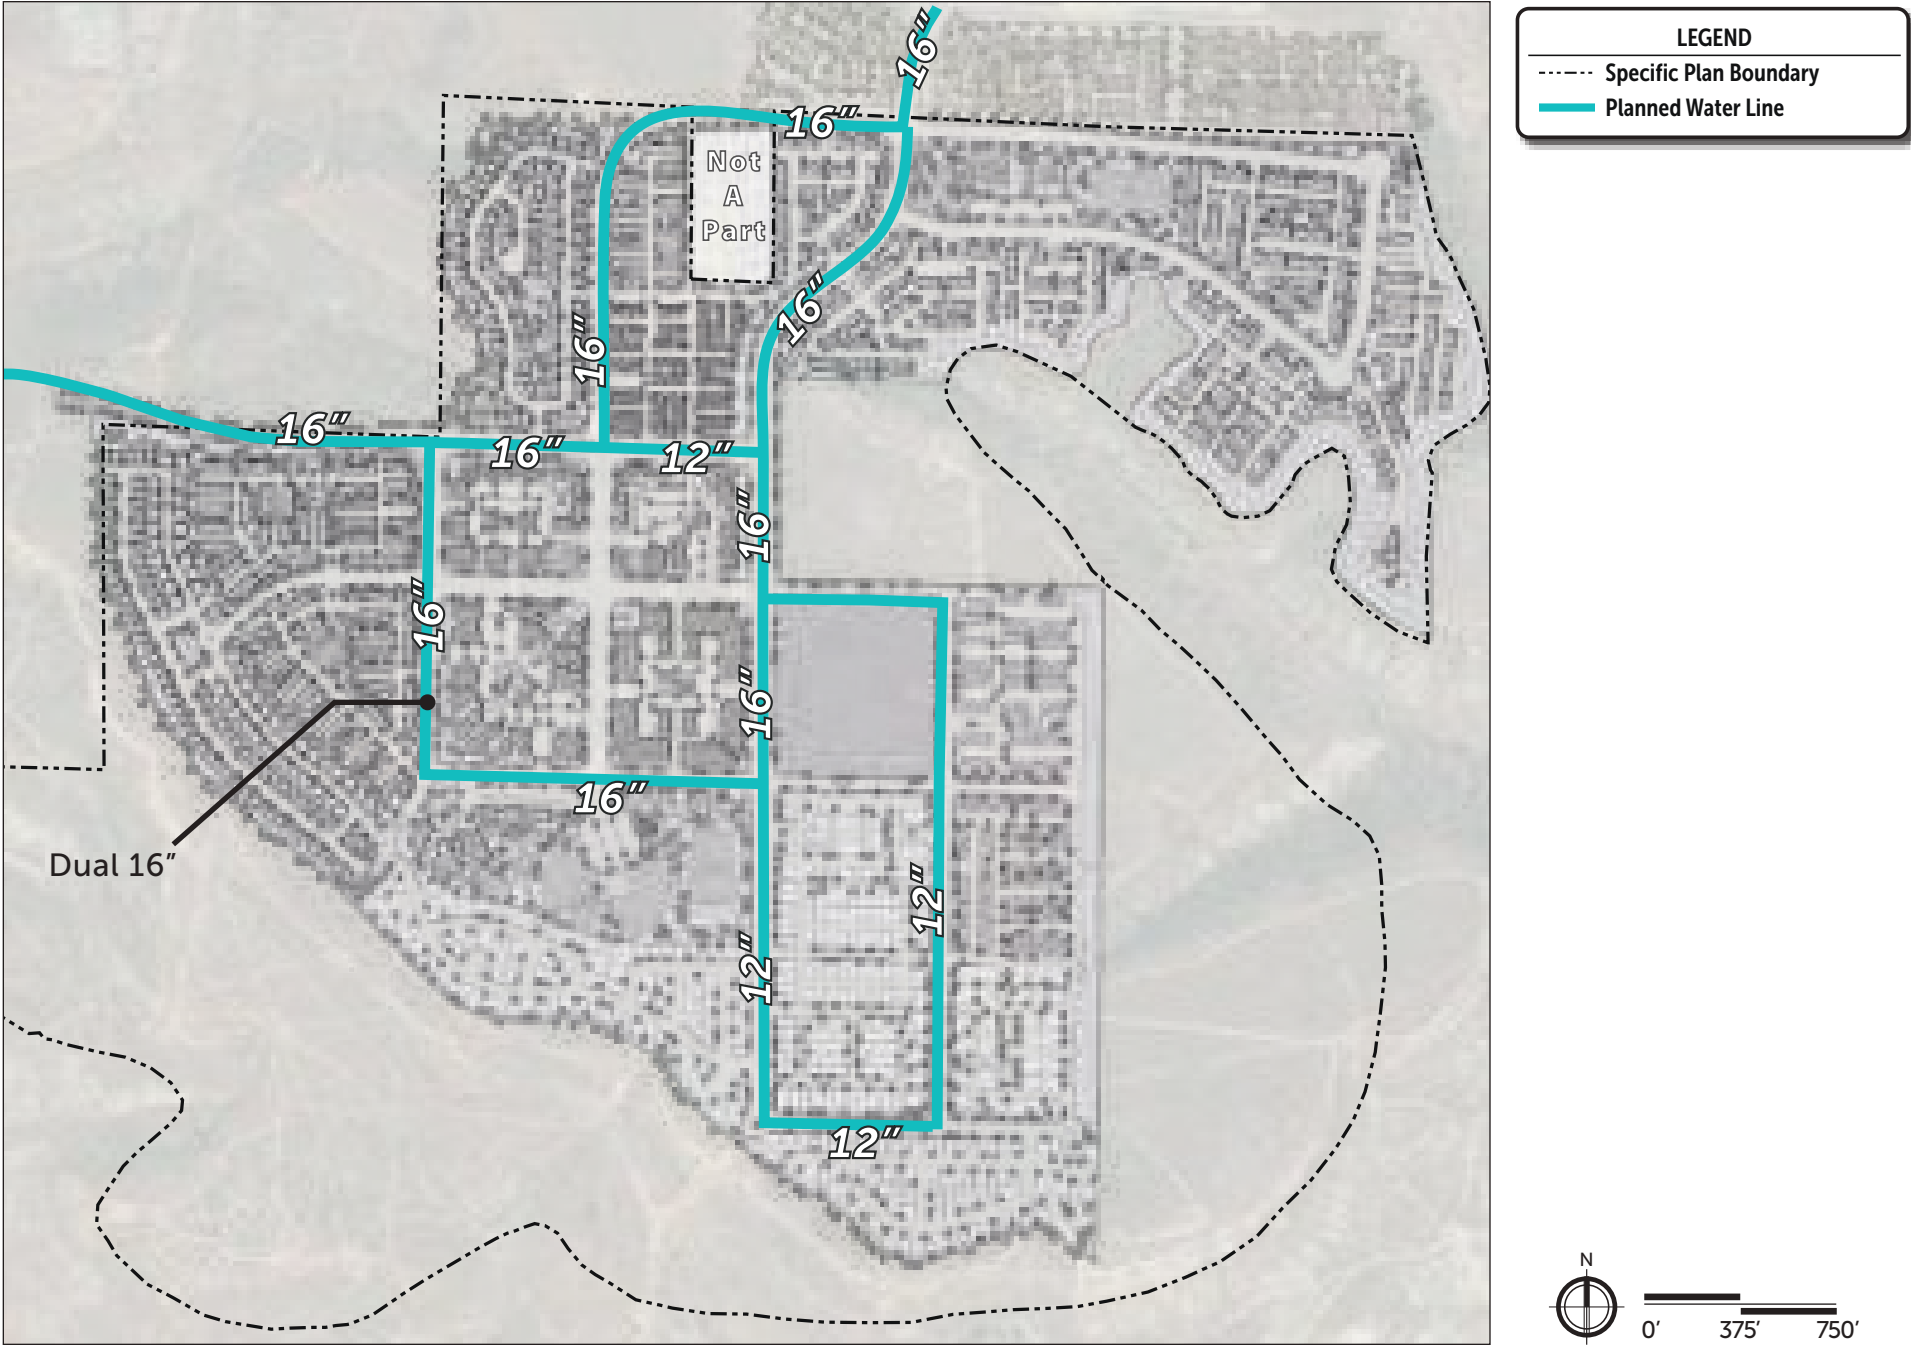 16"
LEGEND
Specific Plan Boundary
Planned Water Line
16"
Not
A
Part
16"
16"
16"
16"
12"
16"
16"
16"
16"
Dual 16"
12"
12"
12"
N
0' 375' 750'